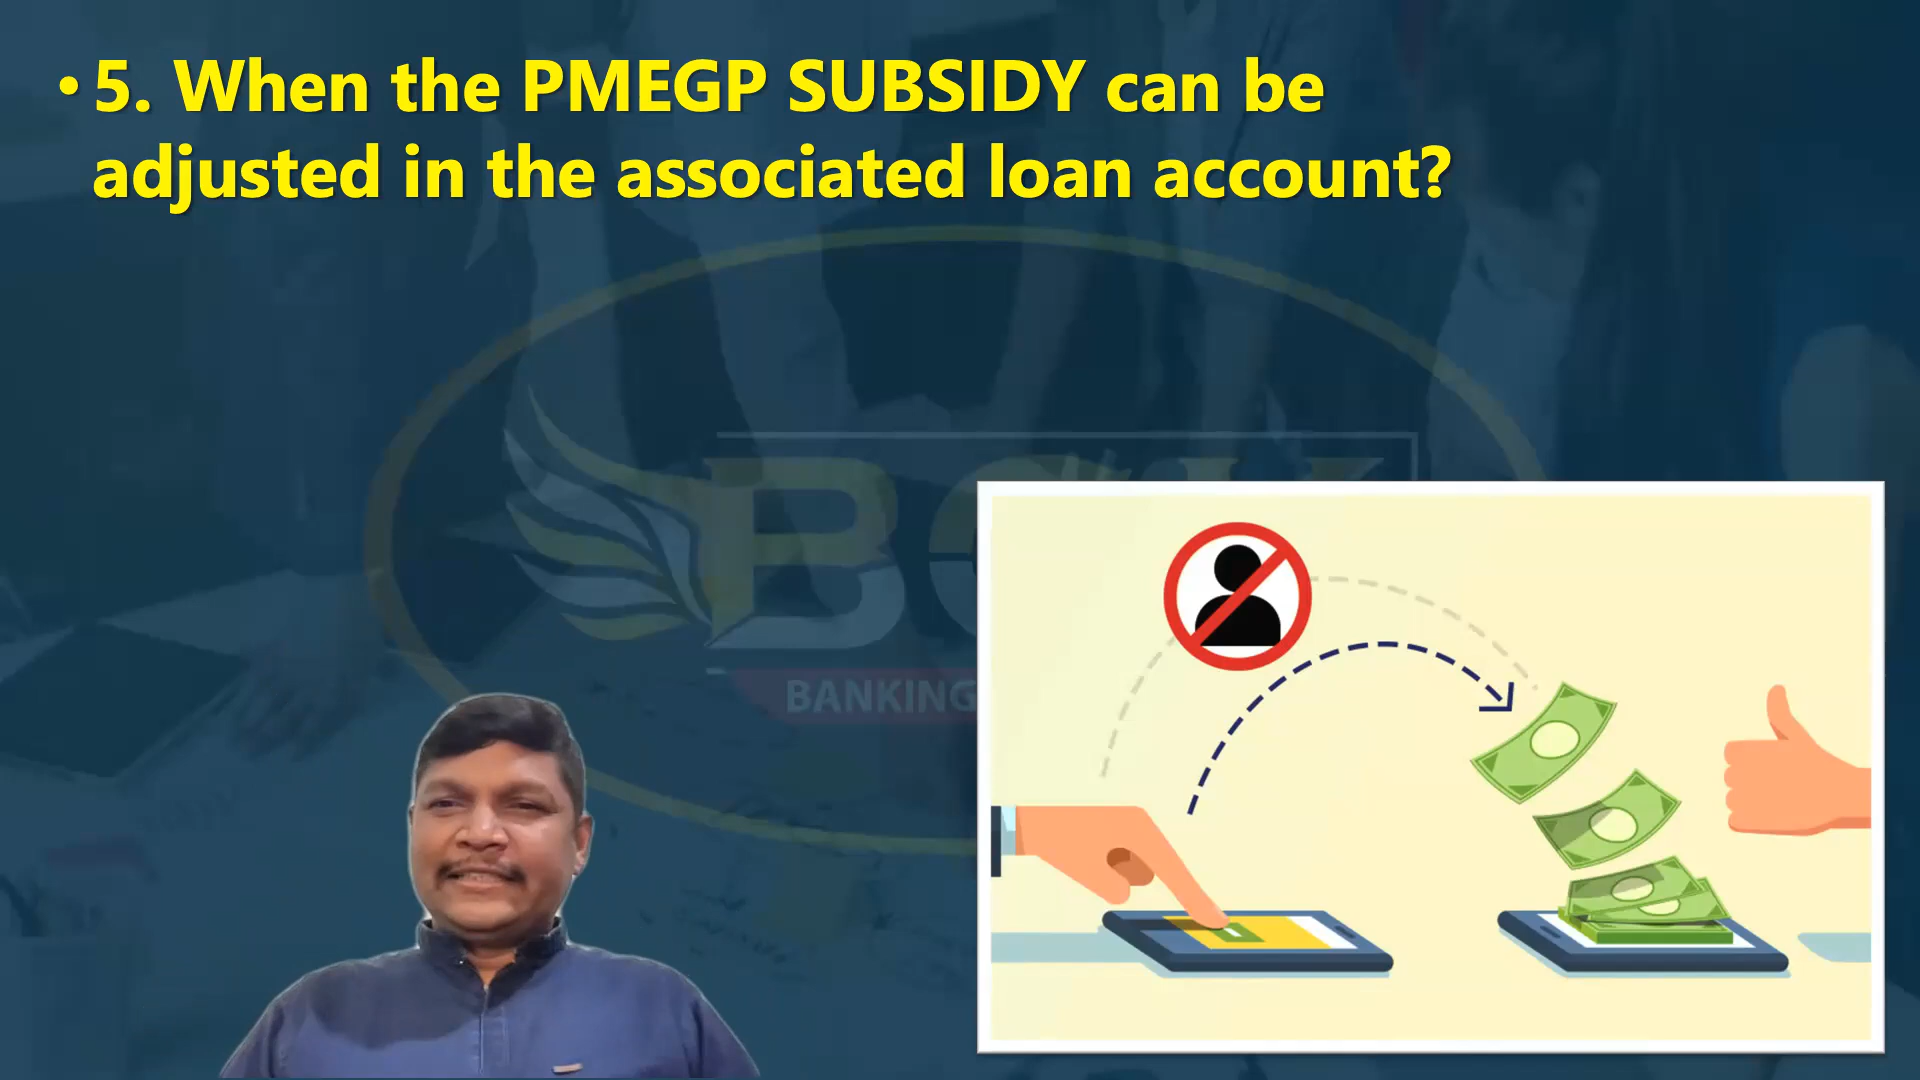 • 5. When the PMEGP SUBSIDY can be
adjusted in the associated loan account?
BANKING